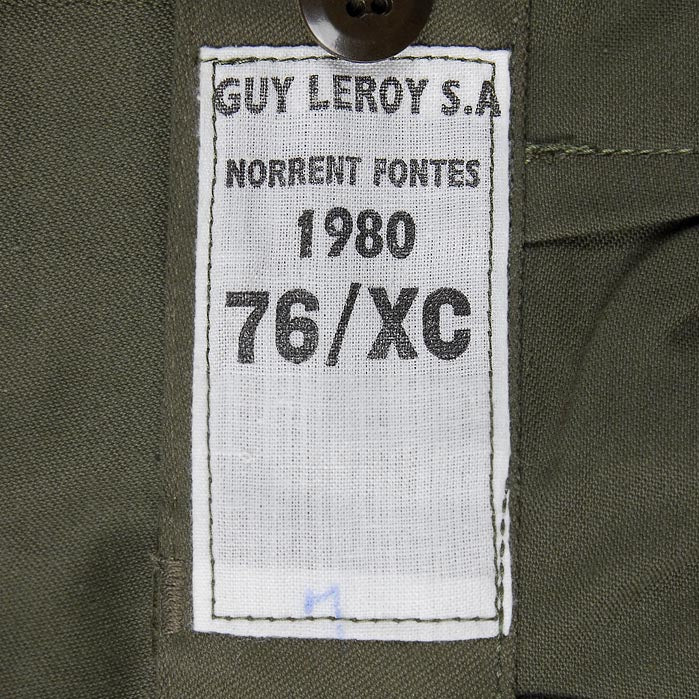 GUY LEROY S.A
NORRENT FONTES
1980
76/XC